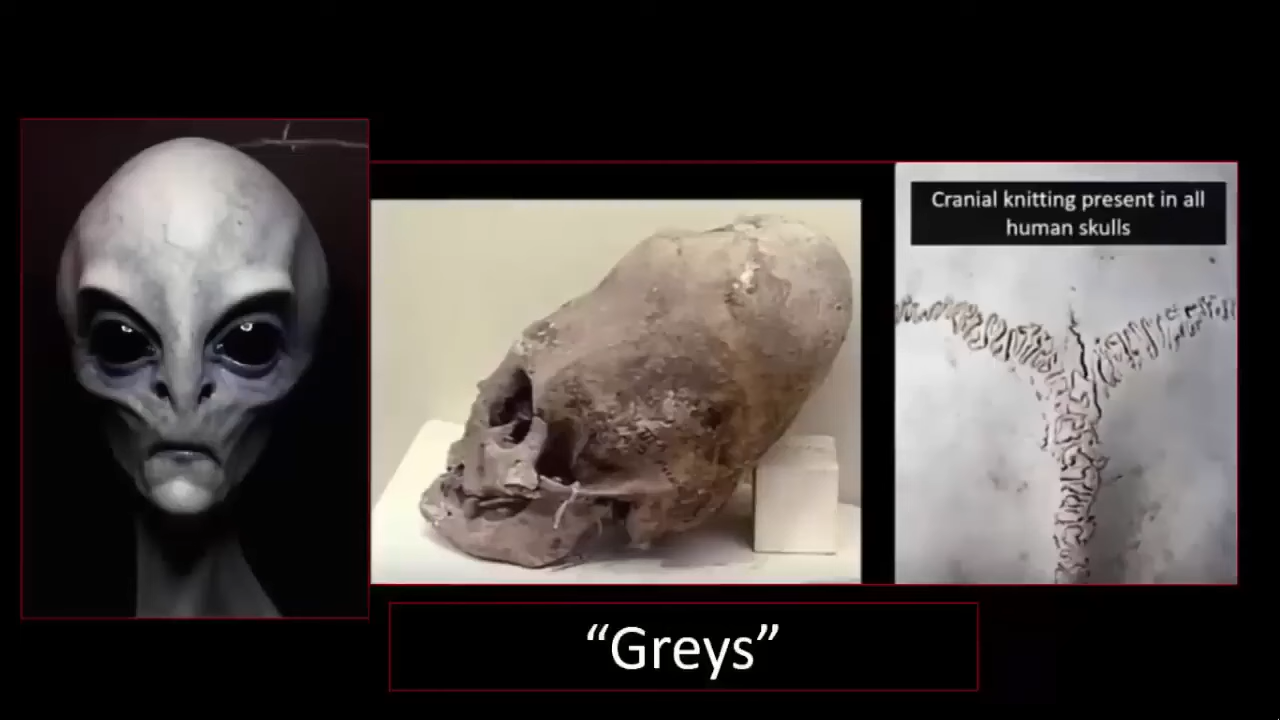 Cranial knitting present in all
human skulls
“Greys”